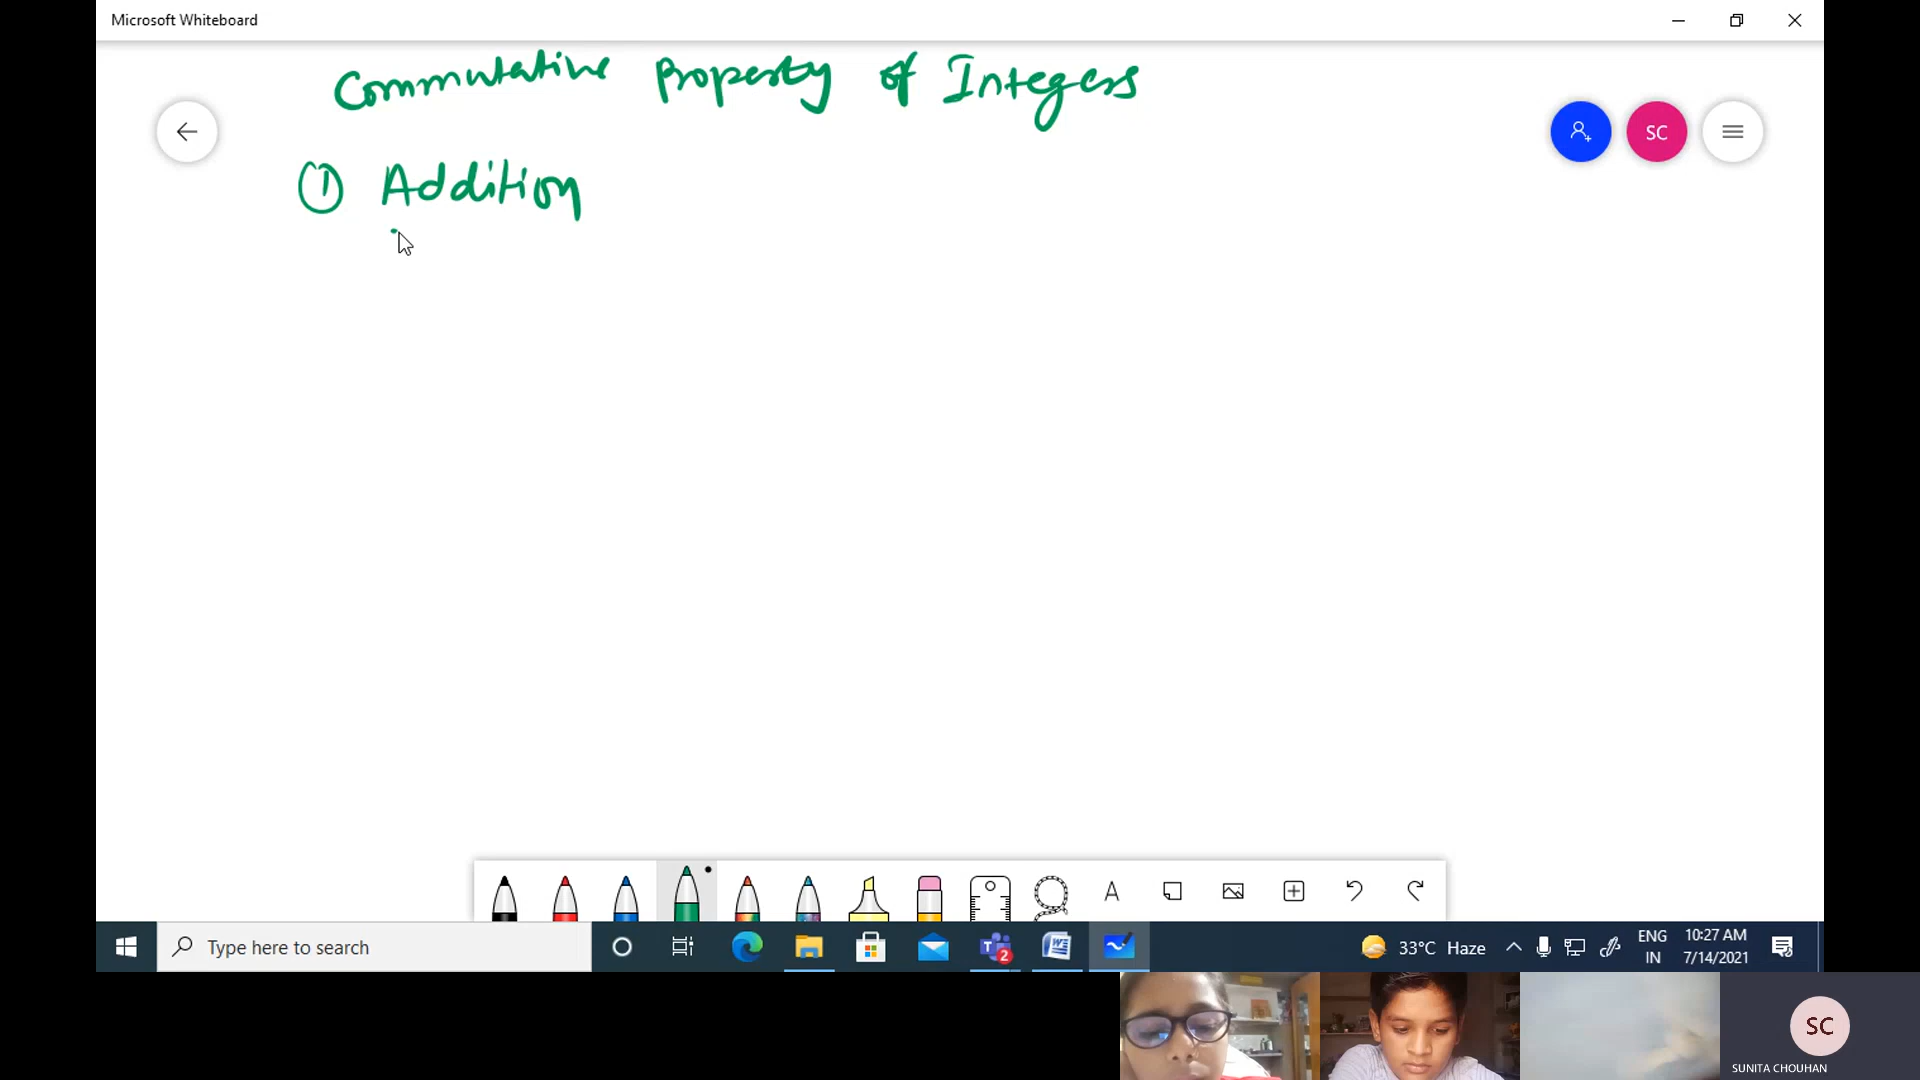 Microsoft Whiteboard
Commutative Property of Integers
SC
① Addition
A
Type here to search
2
33°C Haze
ENG
IN
10:27 AM
7/14/2021
SC
SUNITA CHOUHAN